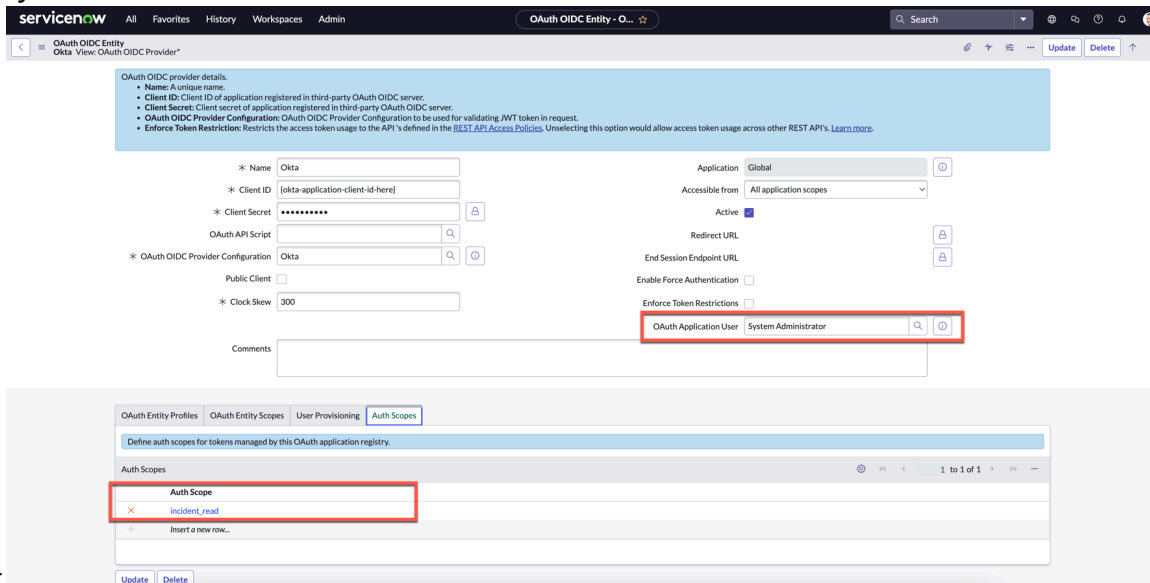 servicenow All Favorites History Workspaces Admin OAuth OIDC Entity - O... ☆ Search
OAuth OIDC Entity
Okta View: OAuth OIDC Provider* Update Delete
OAuth OIDC provider details.
• Name: A unique name.
• Client ID: Client ID of application registered in third-party OAuth OIDC server.
• Client Secret: Client secret of application registered in third-party OAuth OIDC server.
• OAuth OIDC Provider Configuration: OAuth OIDC Provider Configuration to be used for validating JWT token in request.
• Enforce Token Restriction: Restricts the access token usage to the API 's defined in the REST API Access Policies. Unselecting this option would allow access token usage across other REST API's. Learn more.
Name Okta Application Global
Client ID {okta-application-client-id-here} Accessible from All application scopes
Client Secret •••••••••• Active
OAuth API Script Redirect URL
OAuth OIDC Provider Configuration Okta End Session Endpoint URL
Public Client Enable Force Authentication
Clock Skew 300 Enforce Token Restrictions
OAuth Application User System Administrator
Comments
OAuth Entity Profiles OAuth Entity Scopes User Provisioning Auth Scopes
Define auth scopes for tokens managed by this OAuth application registry.
Auth Scopes 1 to 1 of 1
Auth Scope
incident_read
Insert a new row...
Update Delete